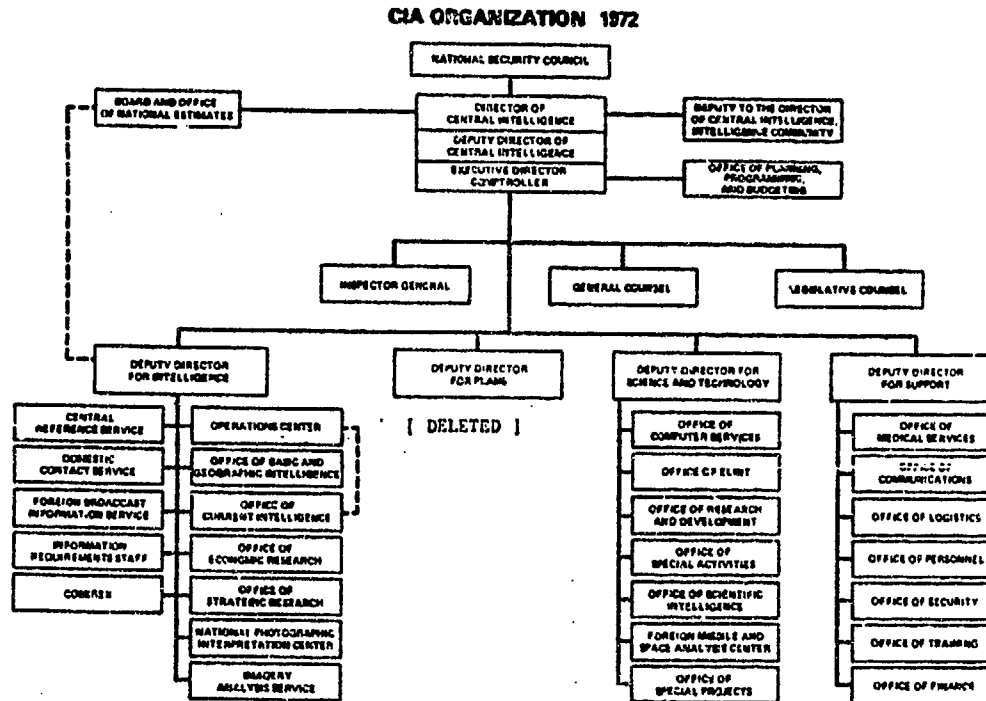 CIA ORGANIZATION 1972
NATIONAL SECURITY COUNCIL
BOARD AND OFFICE
OF NATIONAL ESTIMATES
DIRECTOR OF
CENTRAL INTELLIGENCE
DEPUTY TO THE DIRECTOR
OF CENTRAL INTELLIGENCE,
INTELLIGENCE COMMUNITY
DEPUTY DIRECTOR OF
CENTRAL INTELLIGENCE
EXECUTIVE DIRECTOR
COMPTROLLER
OFFICE OF PLANNING,
PROGRAMMING,
AND BUDGETING
INSPECTOR GENERAL
GENERAL COUNSEL
LEGISLATIVE COUNSEL
DEPUTY DIRECTOR
FOR INTELLIGENCE
DEPUTY DIRECTOR
FOR PLANS
DEPUTY DIRECTOR FOR
SCIENCE AND TECHNOLOGY
DEPUTY DIRECTOR
FOR SUPPORT
CENTRAL
REFERENCE SERVICE
DOMESTIC
CONTACT SERVICE
FOREIGN BROADCAST
INFORMATION SERVICE
INFORMATION
REQUIREMENTS STAFF
COMIREX
OPERATIONS CENTER
OFFICE OF BASIC AND
GEOGRAPHIC INTELLIGENCE
OFFICE OF
CURRENT INTELLIGENCE
OFFICE OF
ECONOMIC RESEARCH
OFFICE OF
STRATEGIC RESEARCH
NATIONAL PHOTOGRAPHIC
INTERPRETATION CENTER
IMAGERY
ANALYSIS SERVICE
[ DELETED ]
OFFICE OF
COMPUTER SERVICES
OFFICE OF ELINT
OFFICE OF RESEARCH
AND DEVELOPMENT
OFFICE OF
SPECIAL ACTIVITIES
OFFICE OF SCIENTIFIC
INTELLIGENCE
FOREIGN MISSILE AND
SPACE ANALYSIS CENTER
OFFICE OF
SPECIAL PROJECTS
OFFICE OF
MEDICAL SERVICES
OFFICE OF
COMMUNICATIONS
OFFICE OF LOGISTICS
OFFICE OF PERSONNEL
OFFICE OF SECURITY
OFFICE OF TRAINING
OFFICE OF FINANCE